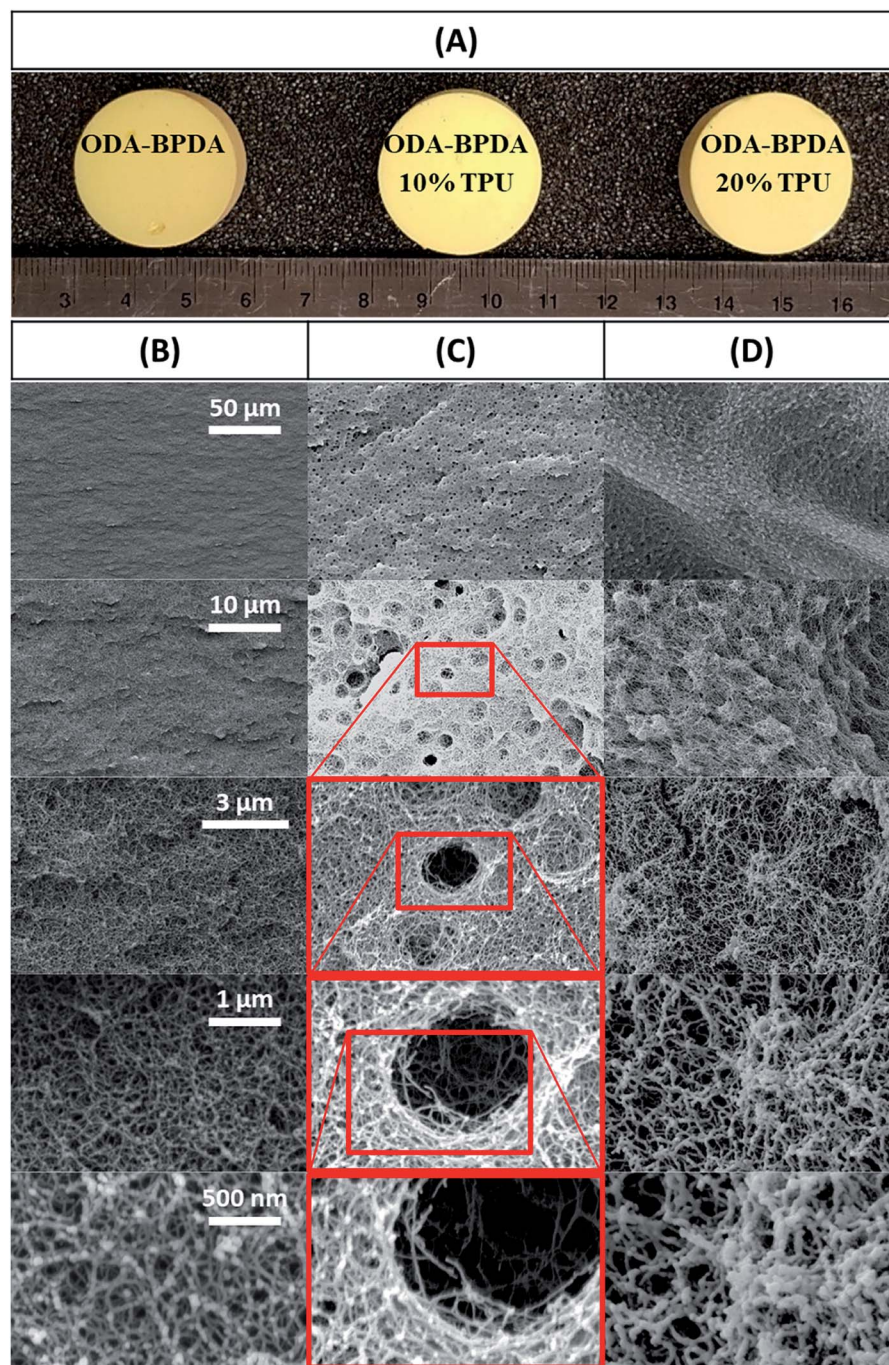 (A)
ODA-BPDA
ODA-BPDA
10% TPU
ODA-BPDA
20% TPU
3 4 5 6 7 8 9 10 11 12 13 14 15 16
(B)
(C)
(D)
50 µm
10 µm
3 µm
1 µm
500 nm